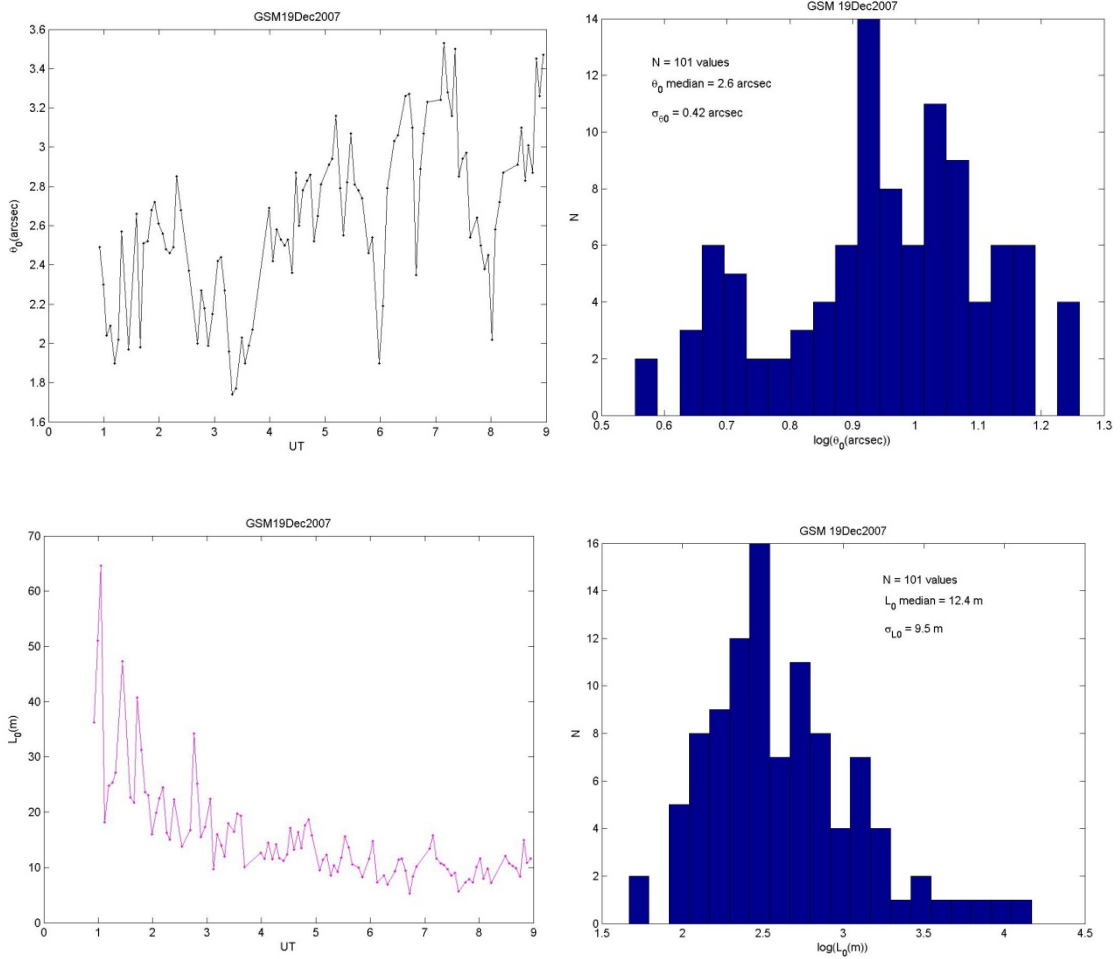 GSM19Dec2007
3.6
3.4
3.2
3
2.8
2.6
2.4
2.2
2
1.8
1.6
θ0(arcsec)
0 1 2 3 4 5 6 7 8 9
UT
GSM 19Dec2007
14
12
10
8
6
4
2
0
N
N = 101 values
θ0 median = 2.6 arcsec
σθ0 = 0.42 arcsec
0.5 0.6 0.7 0.8 0.9 1 1.1 1.2 1.3
log(θ0(arcsec))
GSM19Dec2007
70
60
50
40
30
20
10
0
L0(m)
0 1 2 3 4 5 6 7 8 9
UT
GSM 19Dec2007
16
14
12
10
8
6
4
2
0
N
N = 101 values
L0 median = 12.4 m
σL0 = 9.5 m
1.5 2 2.5 3 3.5 4 4.5
log(L0(m))